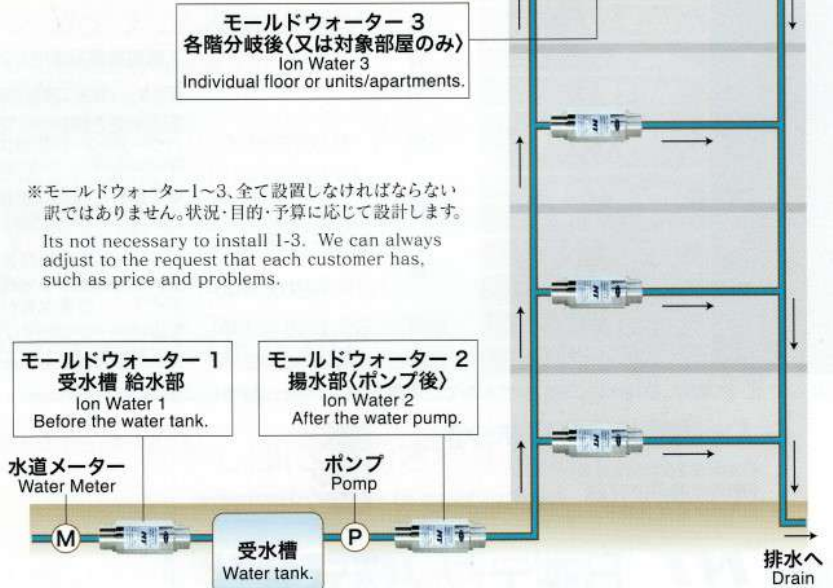 モールドウォーター 3
各階分岐後〈又は対象部屋のみ〉
Ion Water 3
Individual floor or units/apartments.
※モールドウォーター1〜3、全て設置しなければならない
訳ではありません。状況・目的・予算に応じて設計します。
Its not necessary to install 1-3. We can always
adjust to the request that each customer has,
such as price and problems.
モールドウォーター 1
受水槽 給水部
Ion Water 1
Before the water tank.
モールドウォーター 2
揚水部〈ポンプ後〉
Ion Water 2
After the water pump.
水道メーター
Water Meter
ポンプ
Pomp
M
P
受水槽
Water tank.
排水へ
Drain